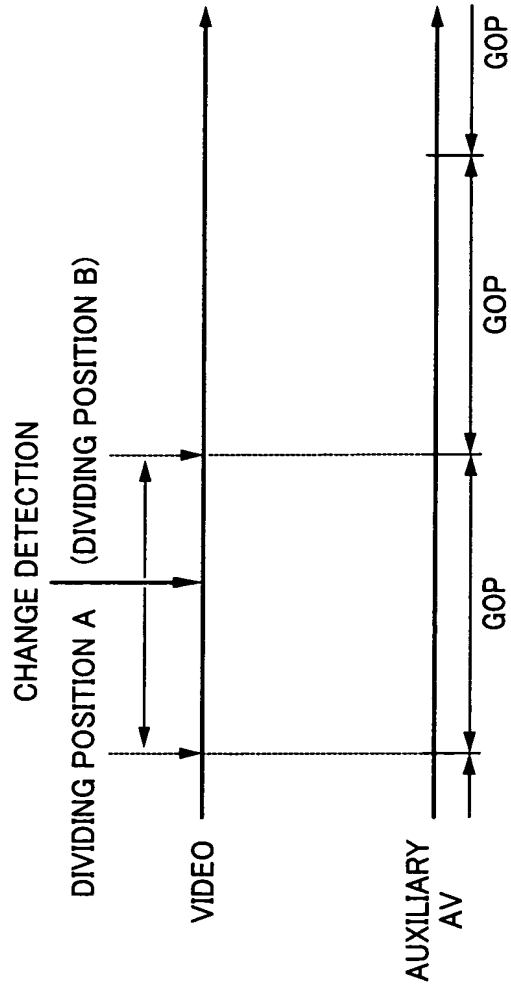 CHANGE DETECTION
DIVIDING POSITION A (DIVIDING POSITION B)
VIDEO
AUXILIARY
AV
GOP GOP GOP